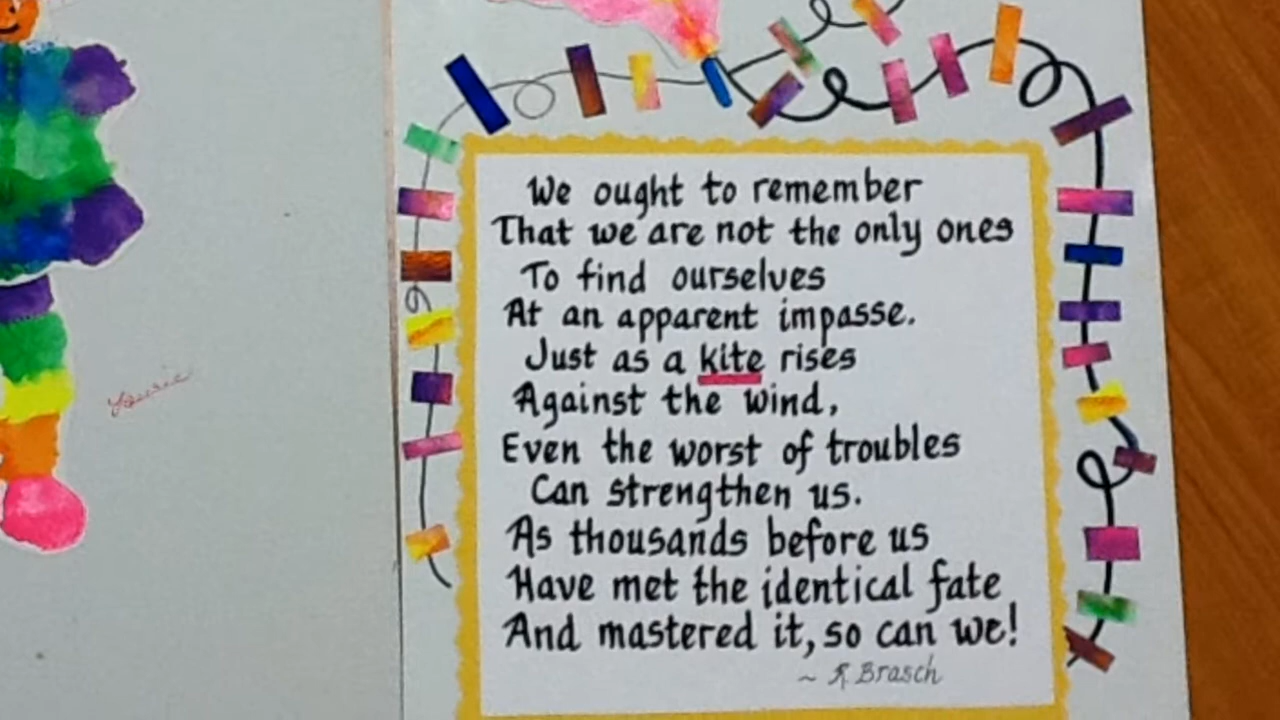 Laurie
We ought to remember
That we are not the only ones
To find ourselves
At an apparent impasse.
Just as a kite rises
Against the wind,
Even the worst of troubles
Can strengthen us.
As thousands before us
Have met the identical fate
And mastered it, so can we!
~ R Brasch